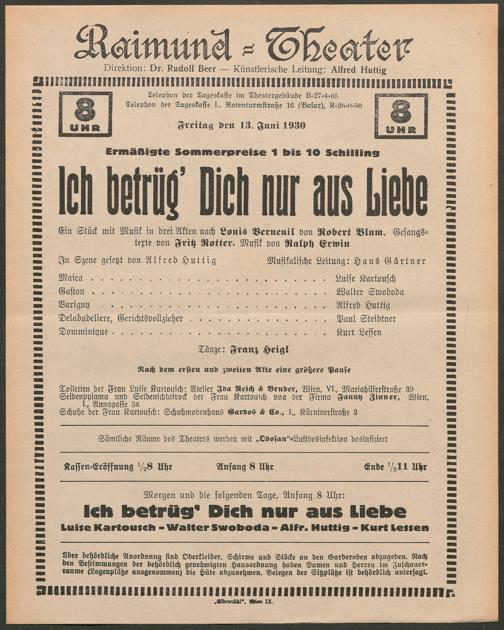 Raimund-Theater
Direktion: Dr. Rudolf Beer — Künstlerische Leitung: Alfred Huttig
8 UHR
Telephon der Tageskasse im Theatergebäude B-27-4-65
Telephon der Tageskasse I., Rotenturmstraße 16 (Basar), R-26-0-50
Freitag den 13. Juni 1930
8 UHR
Ermäßigte Sommerpreise 1 bis 10 Schilling
Ich betrüg' Dich nur aus Liebe
Ein Stück mit Musik in drei Akten nach Louis Verneuil von Robert Blum. Gesangs-
texte von Fritz Rotter. Musik von Ralph Erwin
In Szene gesetzt von Alfred Huttig Musikalische Leitung: Hans Gärtner
Maica . . . . . . . . . . Luise Kartousch
Gaston . . . . . . . . . . Walter Swoboda
Barigny . . . . . . . . . . Alfred Huttig
Delabudeliere, Gerichtsvollzieher . . . . . . . . . . Paul Steidtner
Domminique . . . . . . . . . . Kurt Lessen
Tänze: Franz Heigl
Nach dem ersten und zweiten Akte eine größere Pause
Toiletten der Frau Luise Kartousch: Atelier Ida Reich & Bruder, Wien, VI., Mariahilferstraße 39
Seidenpyjama und Seidenschlafrock der Frau Kartousch von der Firma Fanny Zinner, Wien,
I., Annagasse 3a
Schuhe der Frau Kartousch: Schuhmodenhaus Gardos & Co., I., Kärntnerstraße 2
Sämtliche Räume des Theaters werden mit „Odosan“-Luftdesinfektion desinfiziert
Kassen-Eröffnung ½8 Uhr Anfang 8 Uhr Ende ½11 Uhr
Morgen und die folgenden Tage, Anfang 8 Uhr:
Ich betrüg' Dich nur aus Liebe
Luise Kartousch – Walter Swoboda – Alfr. Huttig – Kurt Lessen
Über behördliche Anordnung sind Oberkleider, Schirme und Stöcke an den Garderoben abzugeben. Nach
den Bestimmungen der behördlich genehmigten Hausordnung haben Damen und Herren im Zuschauer-
raume (Logenplätze ausgenommen) die Hüte abzunehmen. Belegen der Sitzplätze ist behördlich untersagt.
„Elbemühl“, Wien IX.